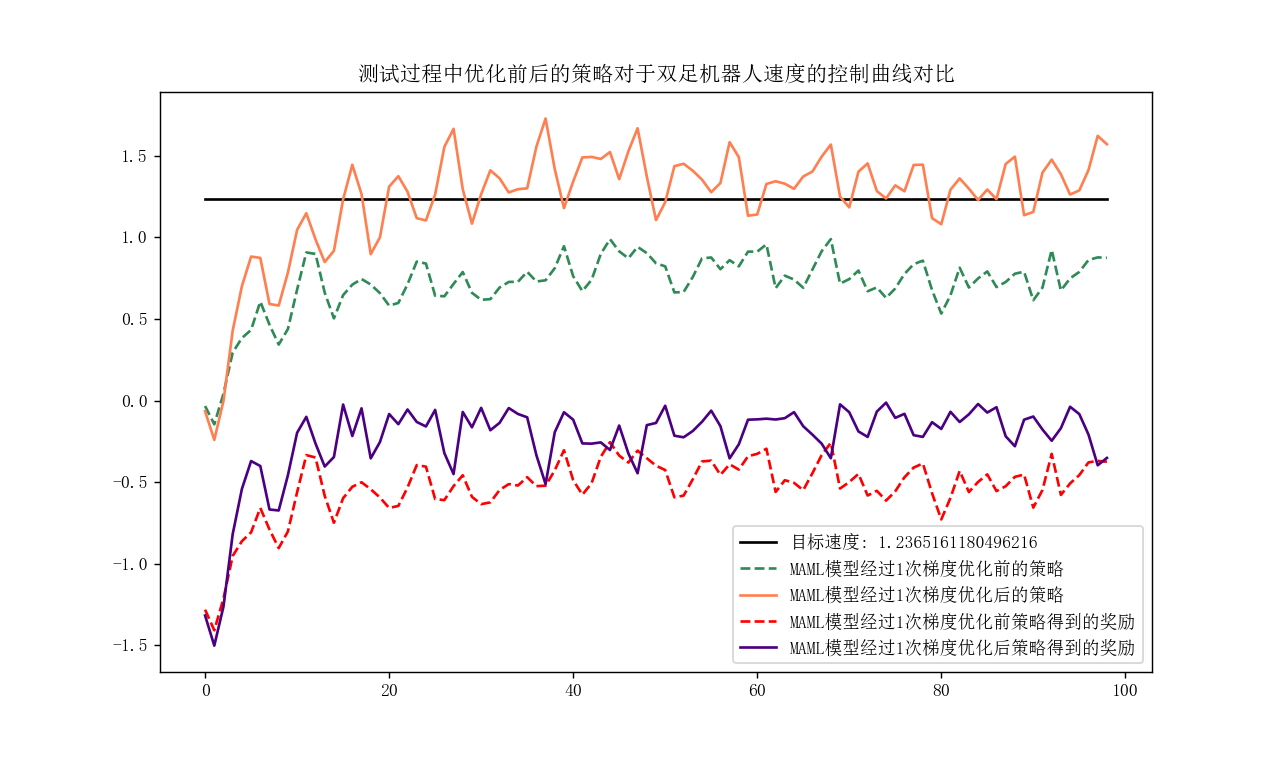 测试过程中优化前后的策略对于双足机器人速度的控制曲线对比
1.5
1.0
0.5
0.0
−0.5
−1.0
−1.5
0 20 40 60 80 100
目标速度: 1.2365161180496216
MAML模型经过1次梯度优化前的策略
MAML模型经过1次梯度优化后的策略
MAML模型经过1次梯度优化前策略得到的奖励
MAML模型经过1次梯度优化后策略得到的奖励